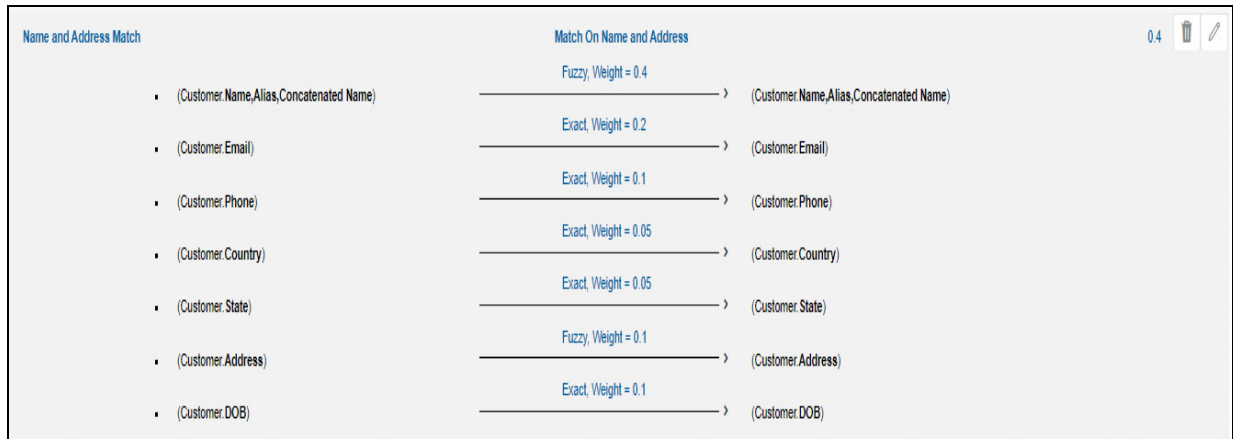 Name and Address Match Match On Name and Address 0.4
Fuzzy, Weight = 0.4
(Customer.Name,Alias,Concatenated Name) (Customer.Name,Alias,Concatenated Name)
Exact, Weight = 0.2
(Customer.Email) (Customer.Email)
Exact, Weight = 0.1
(Customer.Phone) (Customer.Phone)
Exact, Weight = 0.05
(Customer.Country) (Customer.Country)
Exact, Weight = 0.05
(Customer.State) (Customer.State)
Fuzzy, Weight = 0.1
(Customer.Address) (Customer.Address)
Exact, Weight = 0.1
(Customer.DOB) (Customer.DOB)